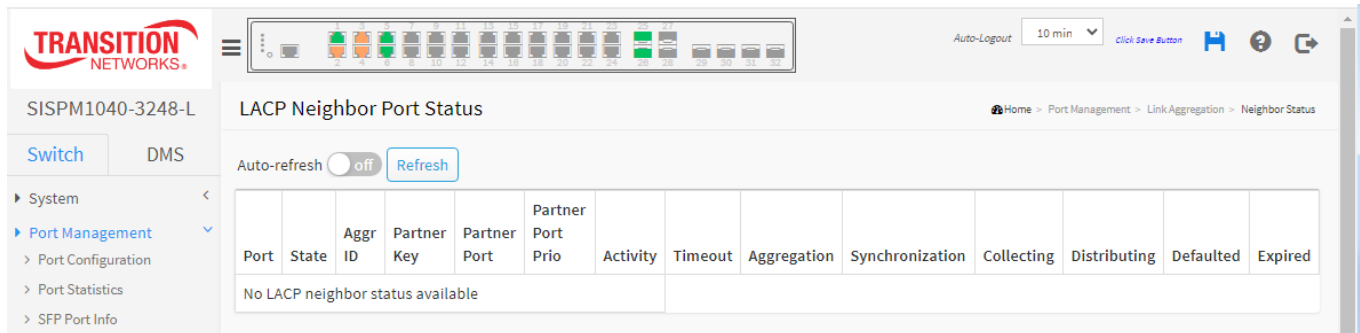 TRANSITION
NETWORKS®
1 3 5 7 9 11 13 15 17 19 21 23 25 27
2 4 6 8 10 12 14 16 18 20 22 24 26 28 29 30 31 32
Auto-Logout 10 min Click Save Button
SISPM1040-3248-L
LACP Neighbor Port Status
Home > Port Management > Link Aggregation > Neighbor Status
Switch DMS
Auto-refresh off Refresh
System
Port Management
> Port Configuration
> Port Statistics
> SFP Port Info
Port State Aggr ID Partner Key Partner Port Partner Port Prio Activity Timeout Aggregation Synchronization Collecting Distributing Defaulted Expired
No LACP neighbor status available